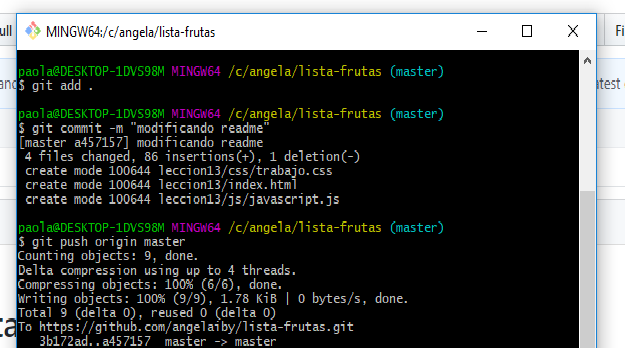 MINGW64:/c/angela/lista-frutas
ull
Fi
paola@DESKTOP-1DVS98M MINGW64 /c/angela/lista-frutas (master)
$ git add .
paola@DESKTOP-1DVS98M MINGW64 /c/angela/lista-frutas (master)
$ git commit -m "modificando readme"
[master a457157] modificando readme
4 files changed, 86 insertions(+), 1 deletion(-)
create mode 100644 leccion13/css/trabajo.css
create mode 100644 leccion13/index.html
create mode 100644 leccion13/js/javascript.js
paola@DESKTOP-1DVS98M MINGW64 /c/angela/lista-frutas (master)
$ git push origin master
Counting objects: 9, done.
Delta compression using up to 4 threads.
Compressing objects: 100% (6/6), done.
Writing objects: 100% (9/9), 1.78 KiB | 0 bytes/s, done.
Total 9 (delta 0), reused 0 (delta 0)
To https://github.com/angelaiby/lista-frutas.git
3b172ad..a457157  master -> master